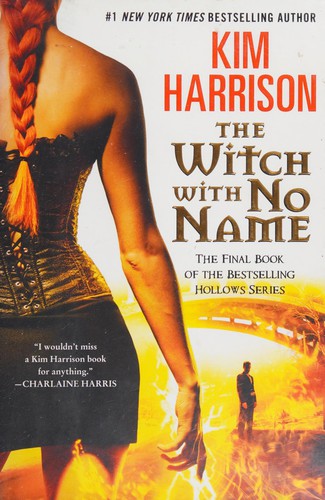 #1 NEW YORK TIMES BESTSELLING AUTHOR
KIM
HARRISON
THE
WITCH
WITH NO
NAME
THE FINAL BOOK
OF THE BESTSELLING
HOLLOWS SERIES
"I wouldn't miss
a Kim Harrison book
for anything."
—CHARLAINE HARRIS